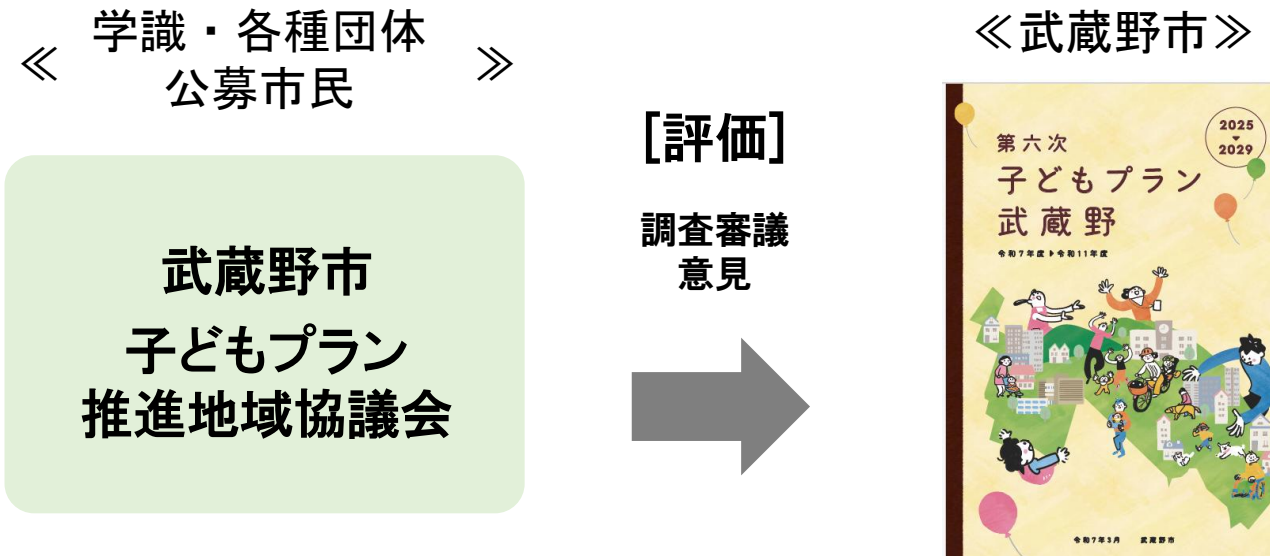 ≪ 学識・各種団体 ≫
公募市民
武蔵野市
子どもプラン
推進地域協議会
[評価]
調査審議
意見
≪武蔵野市≫
2025
2029
第六次
子どもプラン
武蔵野
令和7年度▶令和11年度
令和7年3月 武蔵野市